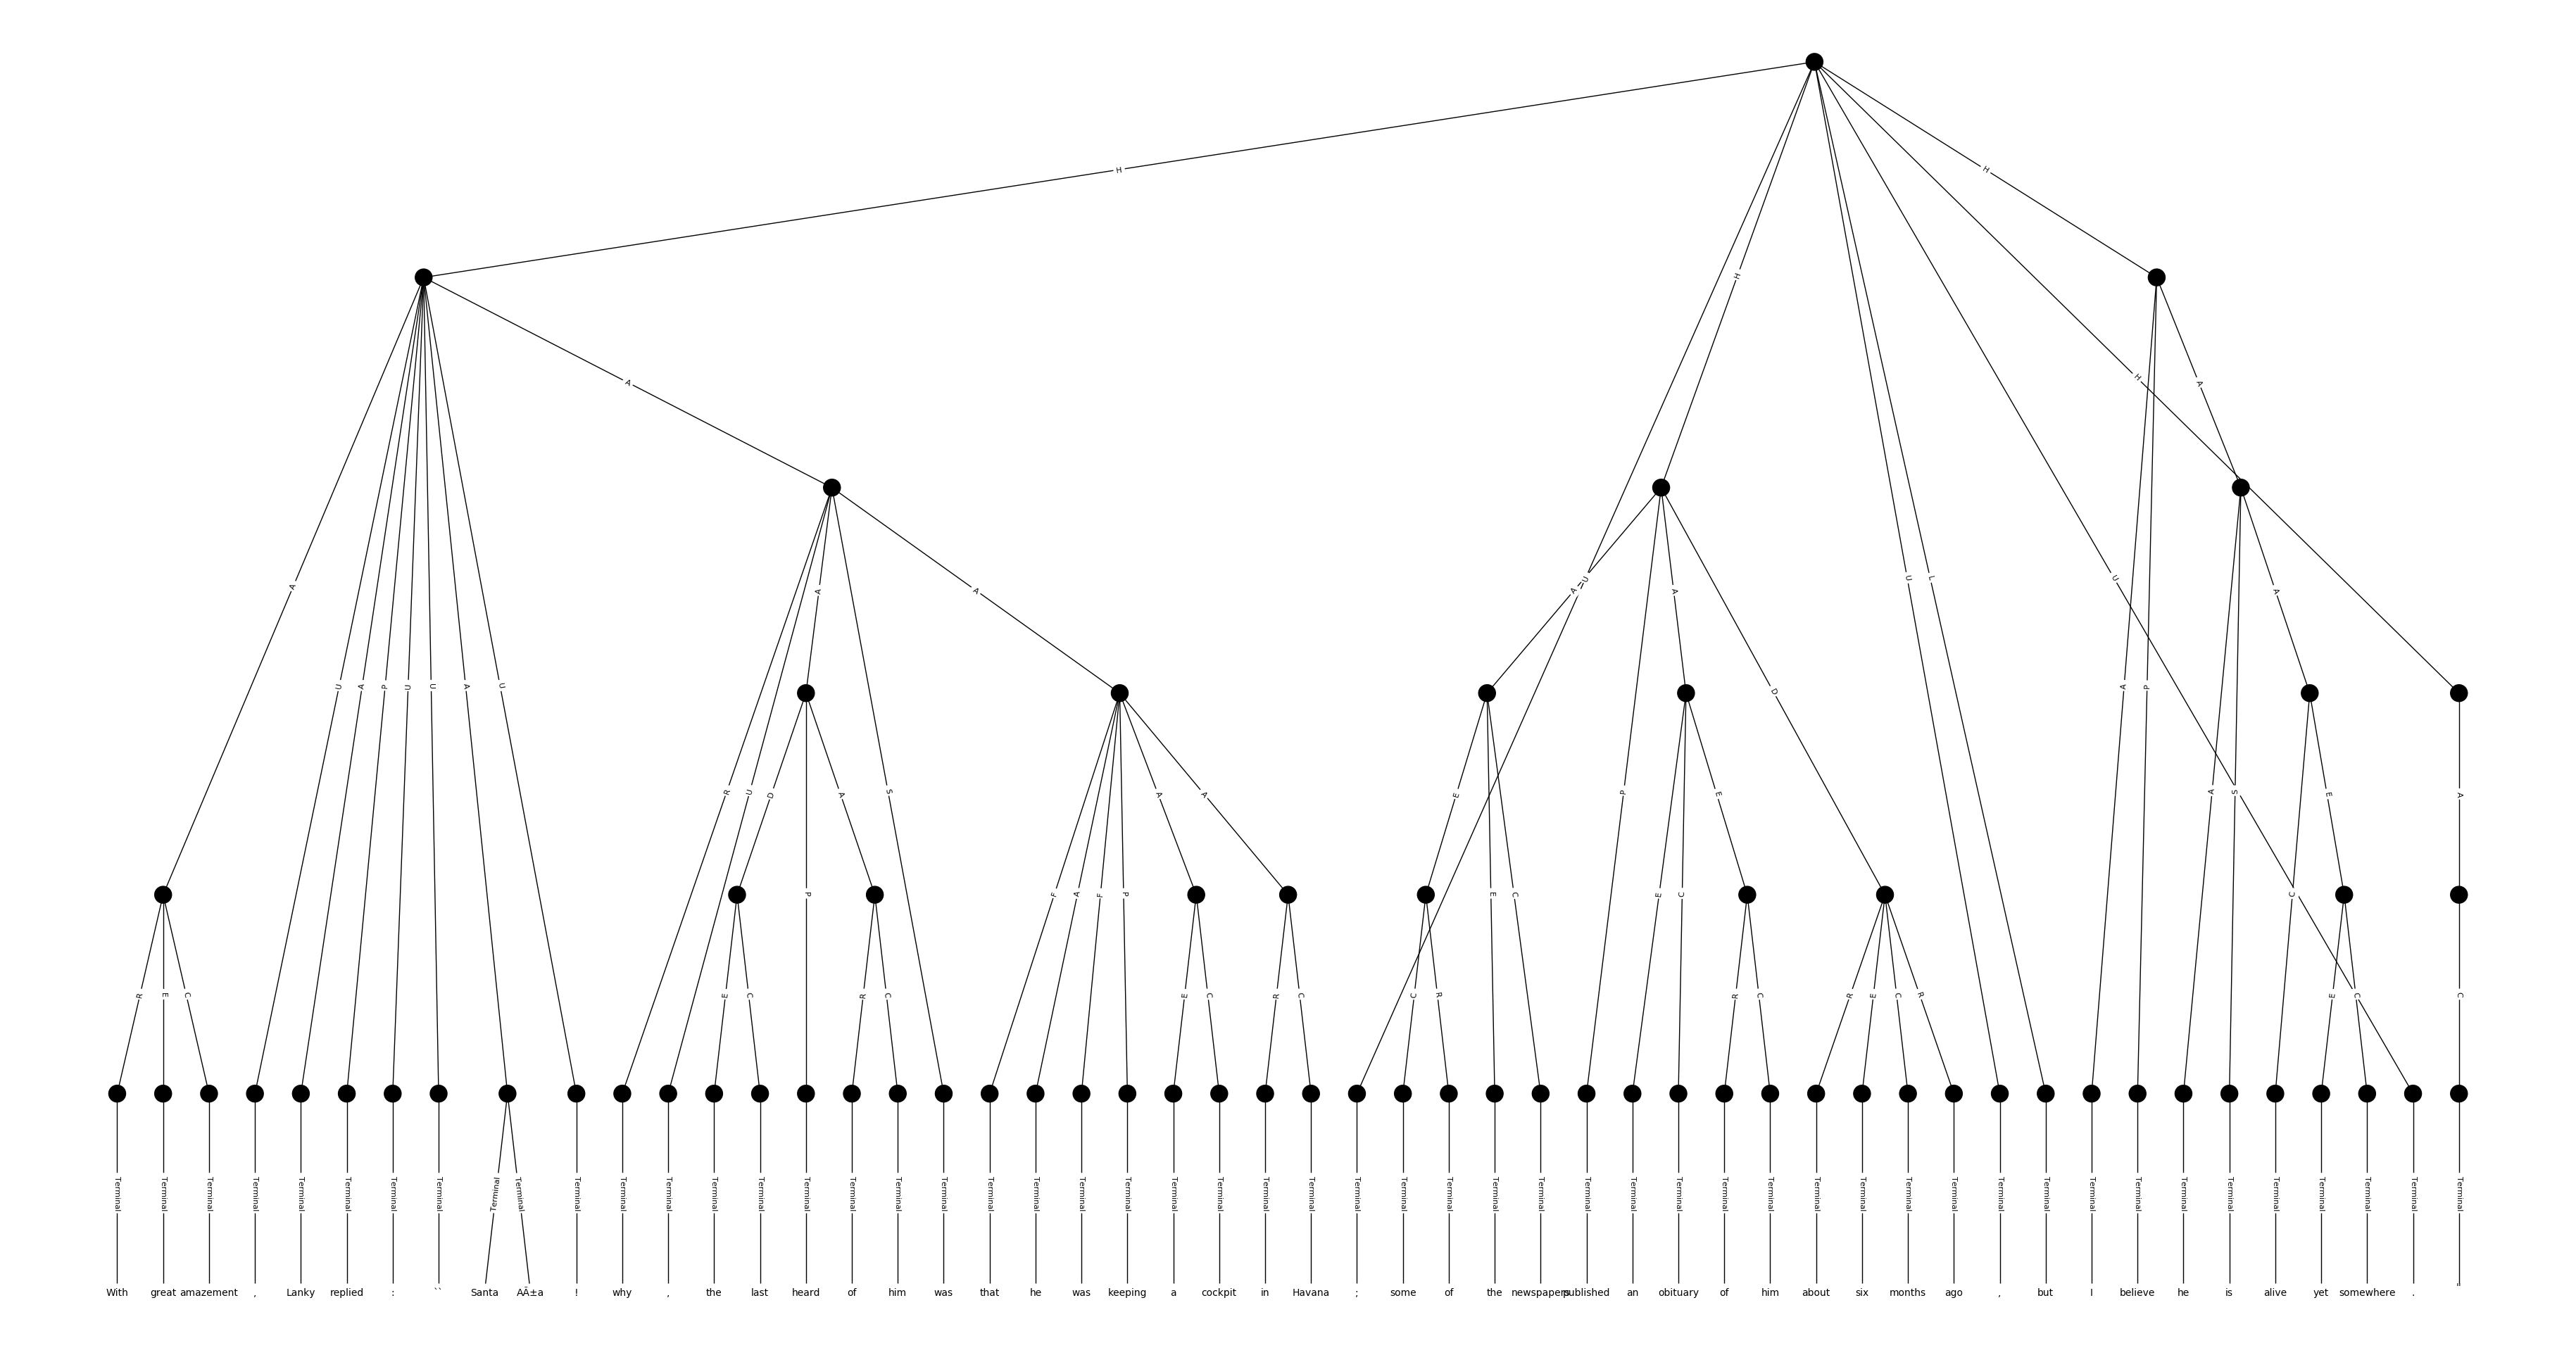 H H
H
H A A
A A A A U A U L U A
U A P U U A U D A P
R U D A S A A E P E A S E A
P F A F P E C E C C
R E C E C R C E C R C C R R C R E C R E C C
Terminal Terminal Terminal Terminal Terminal Terminal Terminal Terminal Terminal Terminal Terminal Terminal Terminal Terminal Terminal Terminal Terminal Terminal Terminal Terminal Terminal Terminal Terminal Terminal Terminal Terminal Terminal Terminal Terminal Terminal Terminal Terminal Terminal Terminal Terminal Terminal Terminal Terminal Terminal Terminal Terminal Terminal Terminal Terminal Terminal Terminal Terminal Terminal Terminal Terminal Terminal Terminal
With great amazement , Lanky replied : `` Santa AÃ±a ! why , the last heard of him was that he was keeping a cockpit in Havana ; some of the newspapers published an obituary of him about six months ago , but I believe he is alive yet somewhere . "